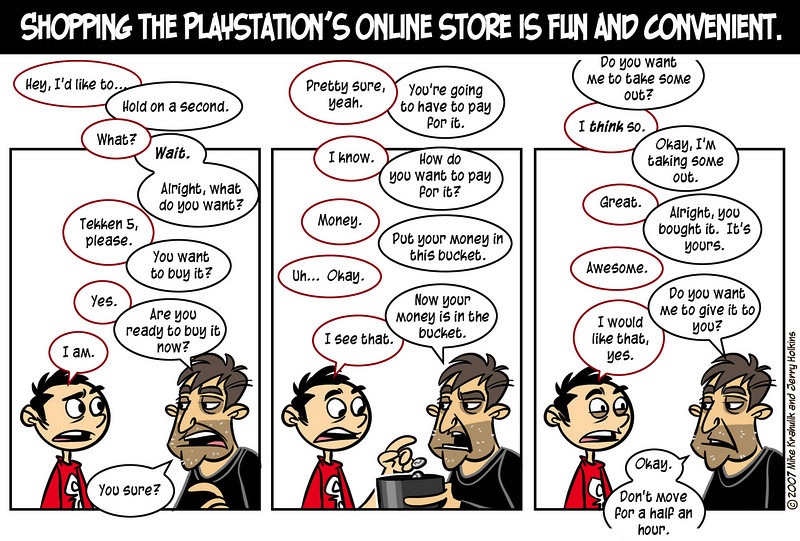 SHOPPING THE PLAYSTATION'S ONLINE STORE IS FUN AND CONVENIENT.
Hey, I'd like to...
Hold on a second.
What?
Wait.
Alright, what
do you want?
Tekken 5,
please.
You want
to buy it?
Yes.
Are you
ready to buy it
now?
I am.
You sure?
Pretty sure,
yeah.
You're going
to have to pay
for it.
I know.
How do
you want to pay
for it?
Money.
Put your money in
this bucket.
Uh... Okay.
Now your
money is in the
bucket.
I see that.
Do you want
me to take some
out?
I think so.
Okay, I'm
taking some
out.
Great.
Alright, you
bought it. It's
yours.
Awesome.
Do you want
me to give it to
you?
I would
like that,
yes.
Okay.
Don't move
for a half an
hour.
© 2007 Mike Krahulik and Jerry Holkins